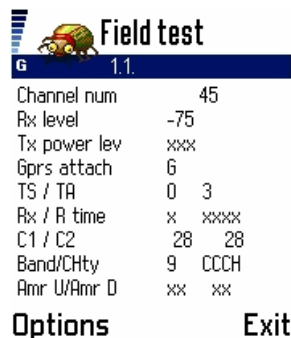 Field test
G 1.1.
Channel num 45
Rx level -75
Tx power lev xxx
Gprs attach G
TS / TA 0 3
Rx / R time x xxxx
C1 / C2 28 28
Band/CHty 9 CCCH
Amr U/Amr D xx xx
Options Exit